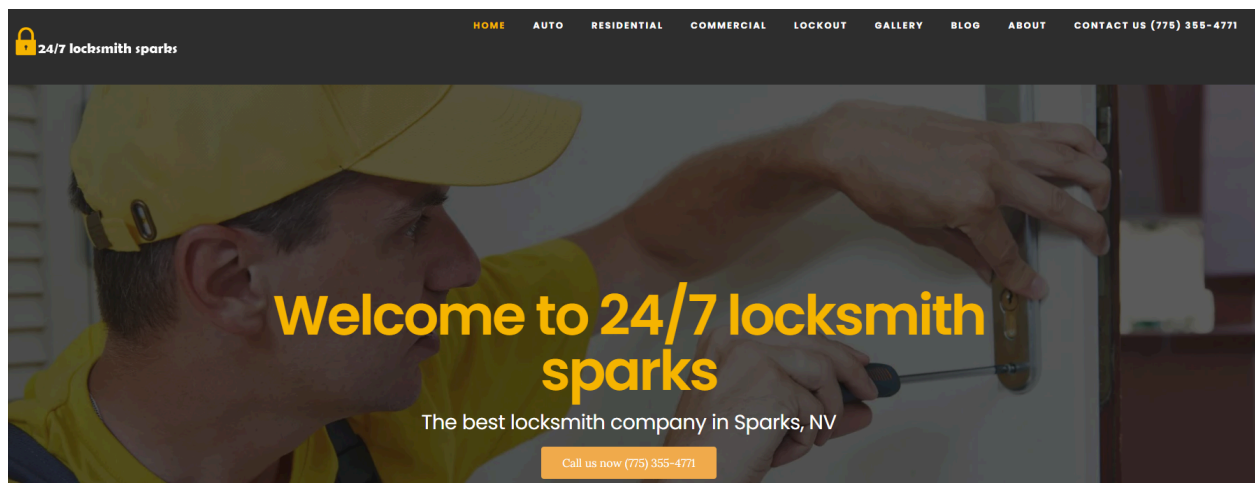 24/7 locksmith sparks
HOME AUTO RESIDENTIAL COMMERCIAL LOCKOUT GALLERY BLOG ABOUT CONTACT US (775) 355-4771
Welcome to 24/7 locksmith
sparks
The best locksmith company in Sparks, NV
Call us now (775) 355-4771